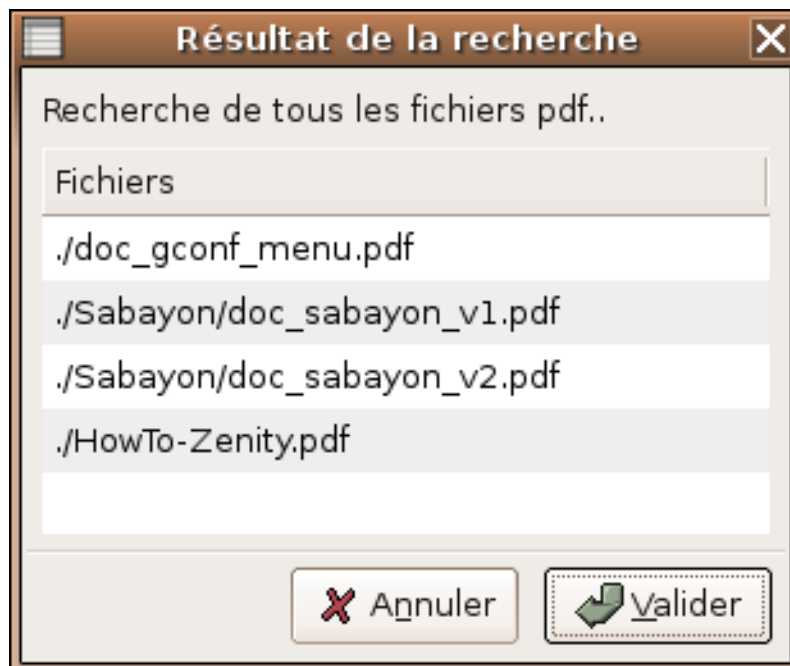 Résultat de la recherche
Recherche de tous les fichiers pdf..
Fichiers
./doc_gconf_menu.pdf
./Sabayon/doc_sabayon_v1.pdf
./Sabayon/doc_sabayon_v2.pdf
./HowTo-Zenity.pdf
Annuler Valider